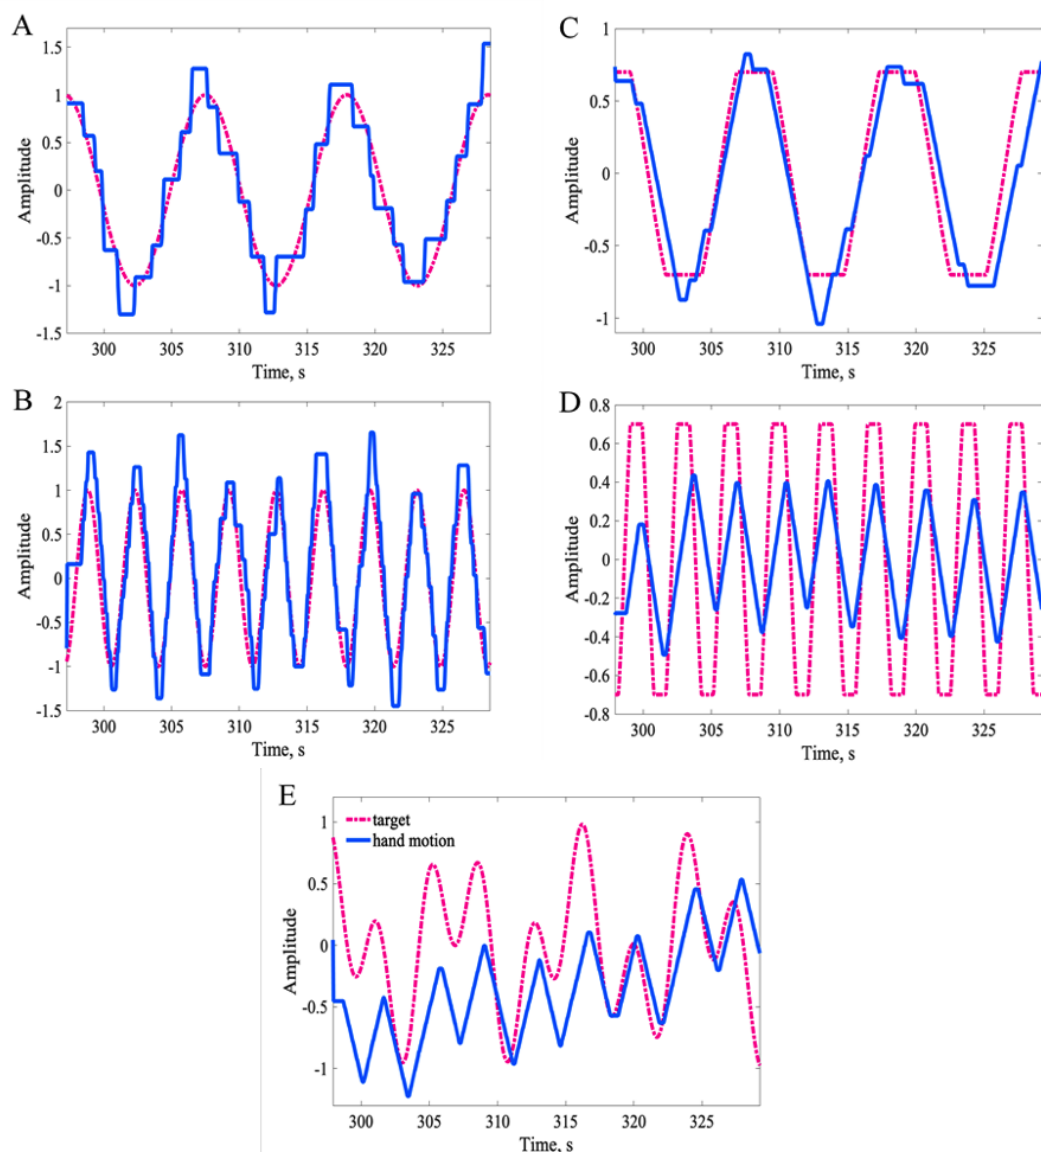 A
Amplitude
1.5
1
0.5
0
-0.5
-1
-1.5
300 305 310 315 320 325
Time, s
C
Amplitude
1
0.5
0
-0.5
-1
300 305 310 315 320 325
Time, s
B
Amplitude
2
1.5
1
0.5
0
-0.5
-1
-1.5
300 305 310 315 320 325
Time, s
D
Amplitude
0.8
0.6
0.4
0.2
0
-0.2
-0.4
-0.6
-0.8
300 305 310 315 320 325
Time, s
E
target
hand motion
Amplitude
1
0.5
0
-0.5
-1
300 305 310 315 320 325
Time, s